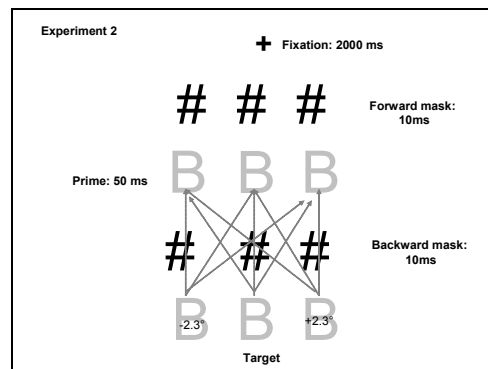 Experiment 2
+ Fixation: 2000 ms
# # #
Forward mask:
10ms
B B B
Prime: 50 ms
# # #
Backward mask:
10ms
B B B
-2.3° +2.3°
Target